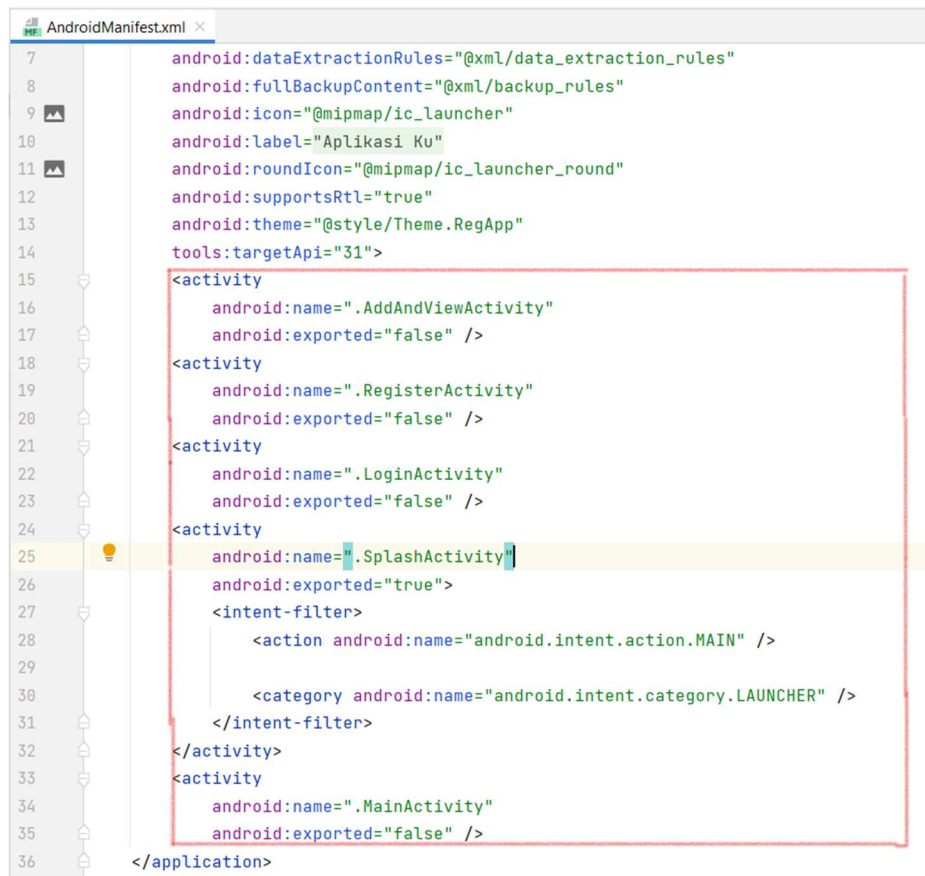 MF AndroidManifest.xml ×
7 android:dataExtractionRules="@xml/data_extraction_rules"
8 android:fullBackupContent="@xml/backup_rules"
9 android:icon="@mipmap/ic_launcher"
10 android:label="Aplikasi Ku"
11 android:roundIcon="@mipmap/ic_launcher_round"
12 android:supportsRtl="true"
13 android:theme="@style/Theme.RegApp"
14 tools:targetApi="31">
15 <activity
16 android:name=".AddAndViewActivity"
17 android:exported="false" />
18 <activity
19 android:name=".RegisterActivity"
20 android:exported="false" />
21 <activity
22 android:name=".LoginActivity"
23 android:exported="false" />
24 <activity
25 android:name=".SplashActivity"
26 android:exported="true">
27 <intent-filter>
28 <action android:name="android.intent.action.MAIN" />
29
30 <category android:name="android.intent.category.LAUNCHER" />
31 </intent-filter>
32 </activity>
33 <activity
34 android:name=".MainActivity"
35 android:exported="false" />
36 </application>